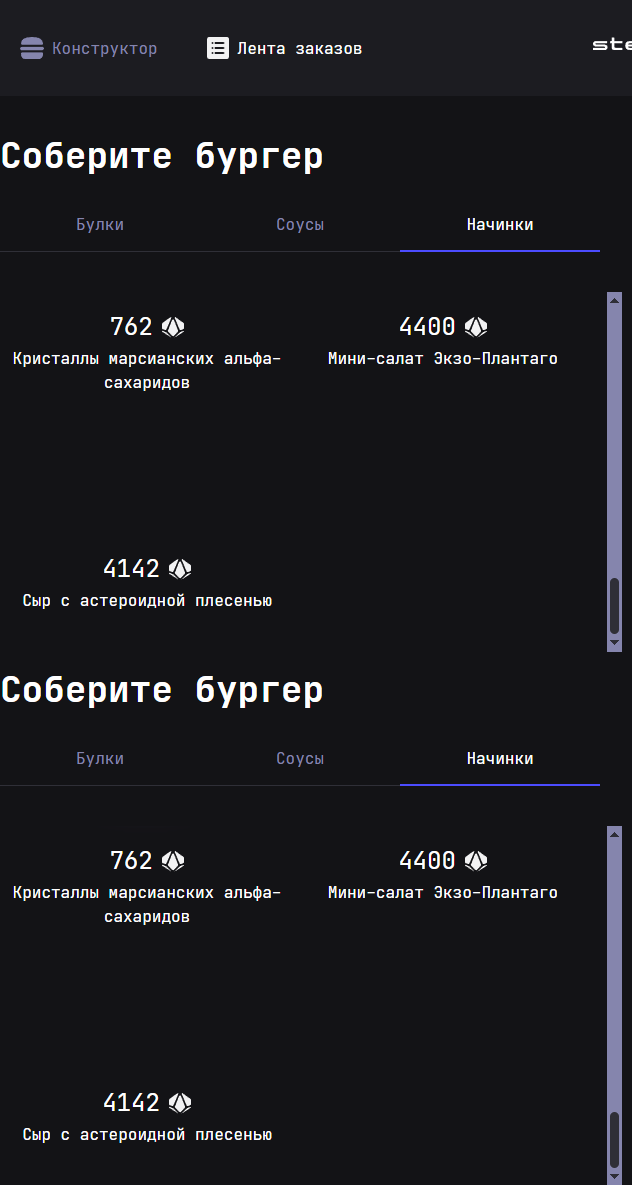 Конструктор
Лента заказов
ste
Соберите бургер
Булки
Соусы
Начинки
762
4400
Кристаллы марсианских альфа-
Мини-салат Экзо-Плантаго
сахаридов
4142
Сыр с астероидной плесенью
Соберите бургер
Булки
Соусы
Начинки
762
4400
Кристаллы марсианских альфа-
Мини-салат Экзо-Плантаго
сахаридов
4142
Сыр с астероидной плесенью